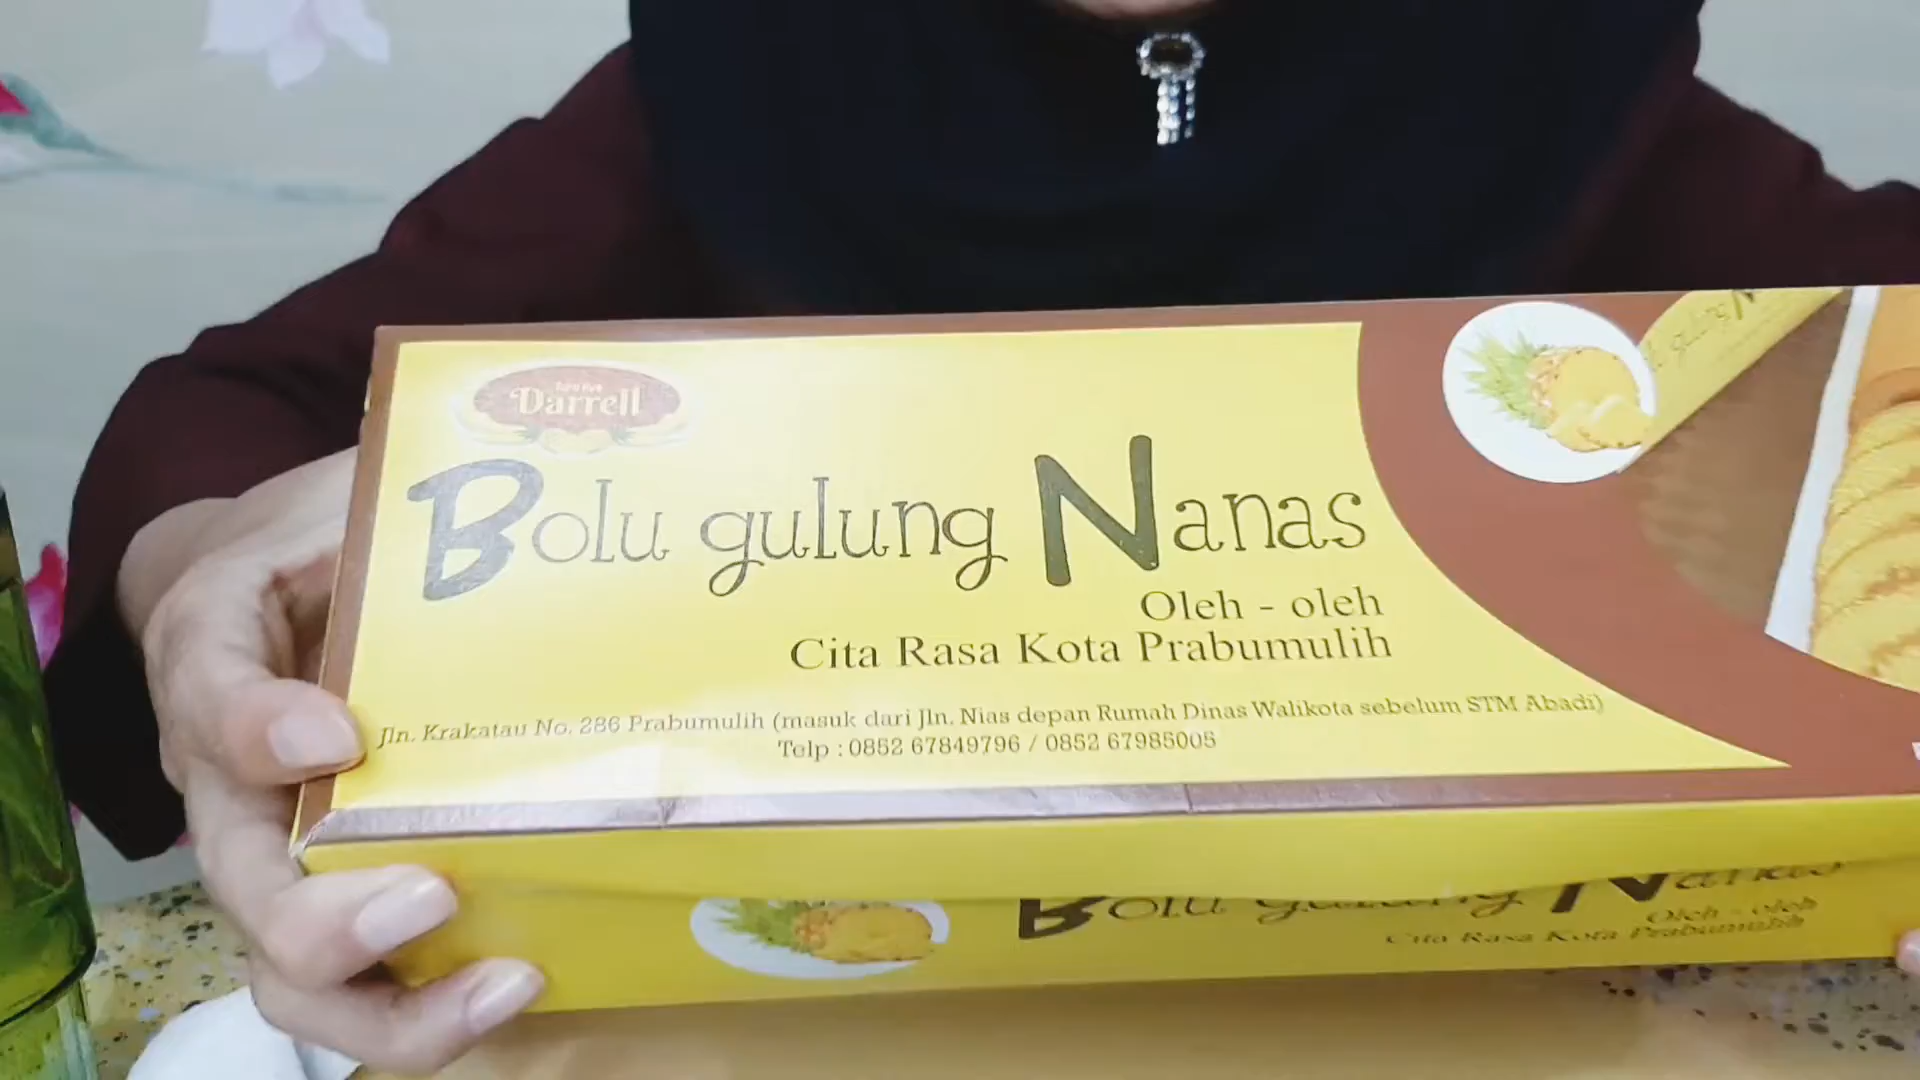 Darrell
Bolu gulung Nanas
Oleh - oleh
Cita Rasa Kota Prabumulih
Jln. Krakatau No. 286 Prabumulih (masuk dari Jln. Nias depan Rumah Dinas Walikota sebelum STM Abadi)
Telp : 0852 67849796 / 0852 67985005
gulung N
Bolu gulung Nanas
Oleh - oleh
Cita Rasa Kota Prabumulih